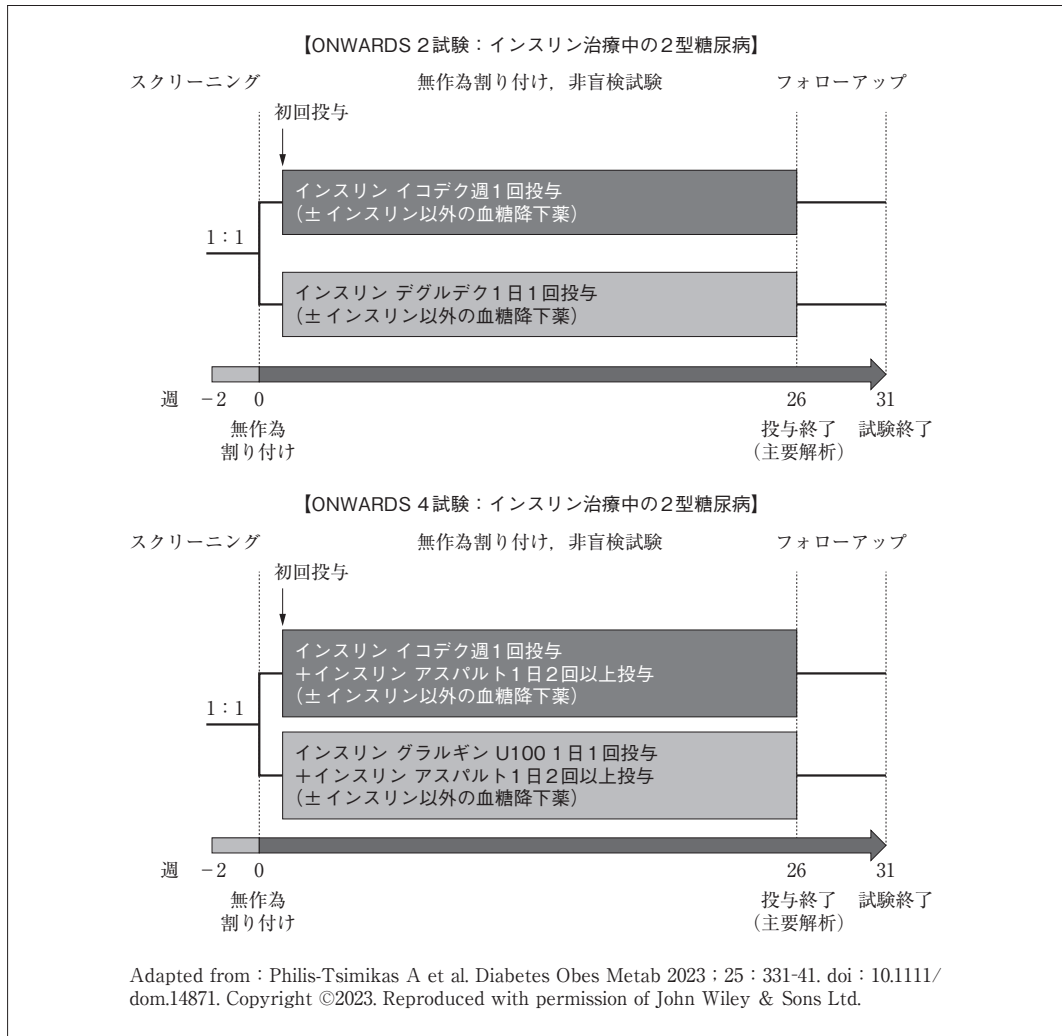 【ONWARDS 2試験：インスリン治療中の2型糖尿病】
スクリーニング 無作為割り付け，非盲検試験 フォローアップ
初回投与
インスリン イコデク週1回投与
（± インスリン以外の血糖降下薬）
1：1
インスリン デグルデク1日1回投与
（± インスリン以外の血糖降下薬）
週 −2 0 26 31
無作為 投与終了 試験終了
割り付け （主要解析）
【ONWARDS 4試験：インスリン治療中の2型糖尿病】
スクリーニング 無作為割り付け，非盲検試験 フォローアップ
初回投与
インスリン イコデク週1回投与
＋インスリン アスパルト1日2回以上投与
（± インスリン以外の血糖降下薬）
1：1
インスリン グラルギン U100 1日1回投与
＋インスリン アスパルト1日2回以上投与
（± インスリン以外の血糖降下薬）
週 −2 0 26 31
無作為 投与終了 試験終了
割り付け （主要解析）
Adapted from：Philis-Tsimikas A et al. Diabetes Obes Metab 2023；25：331-41. doi：10.1111/
dom.14871. Copyright ©2023. Reproduced with permission of John Wiley & Sons Ltd.